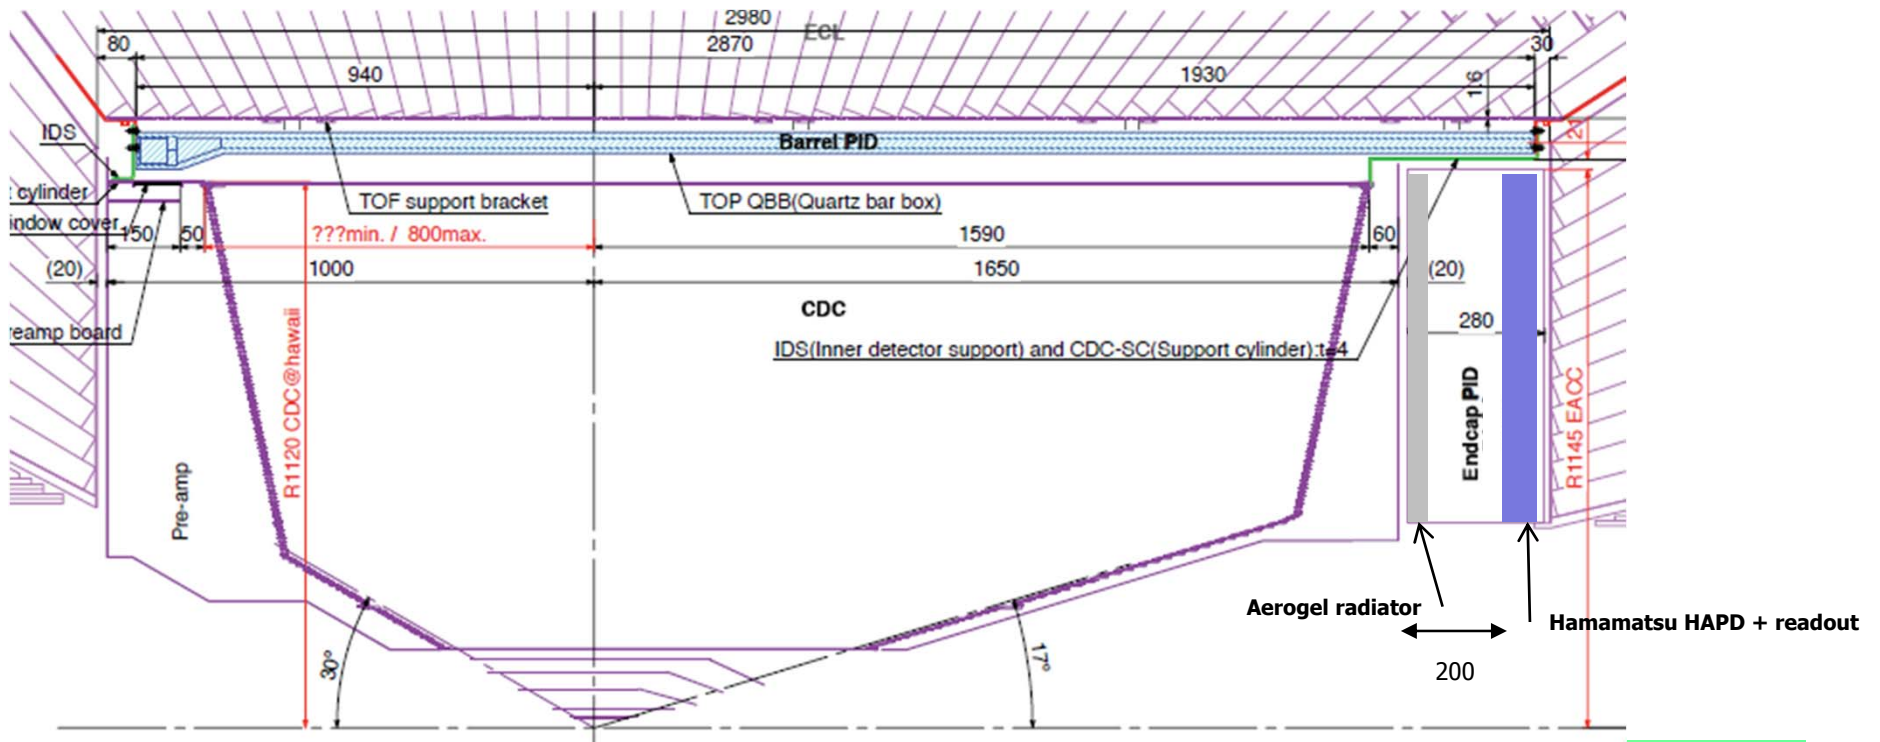 2980
ECL
80
2870
30
940
1930
1.6
IDS
21
Barrel PID
t cylinder
TOF support bracket
TOP QBB(Quartz bar box)
indow cover
150
50
???min. / 800max.
1590
60
(20)
1000
1650
(20)
CDC
reamp board
280
IDS(Inner detector support) and CDC-SC(Support cylinder):t=4
R1120 CDC@hawaii
Endcap PID
R1145 EACC
Pre-amp
Aerogel radiator
Hamamatsu HAPD + readout
30°
17°
200